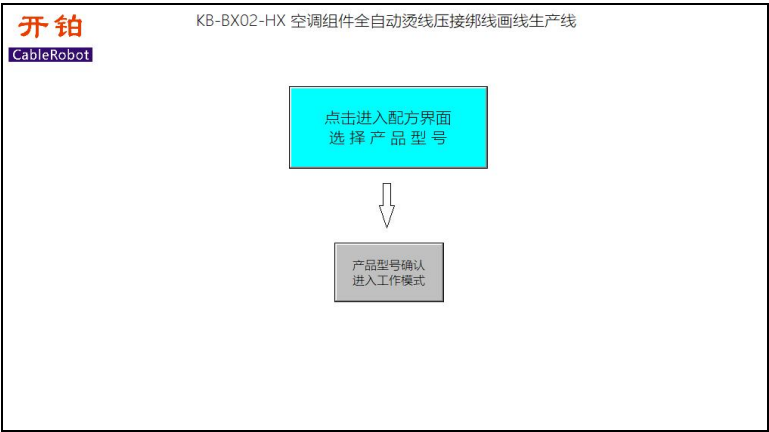 开铂
CableRobot
KB-BX02-HX 空调组件全自动烫线压接绑线画线生产线
点击进入配方界面
选择产品型号
产品型号确认
进入工作模式